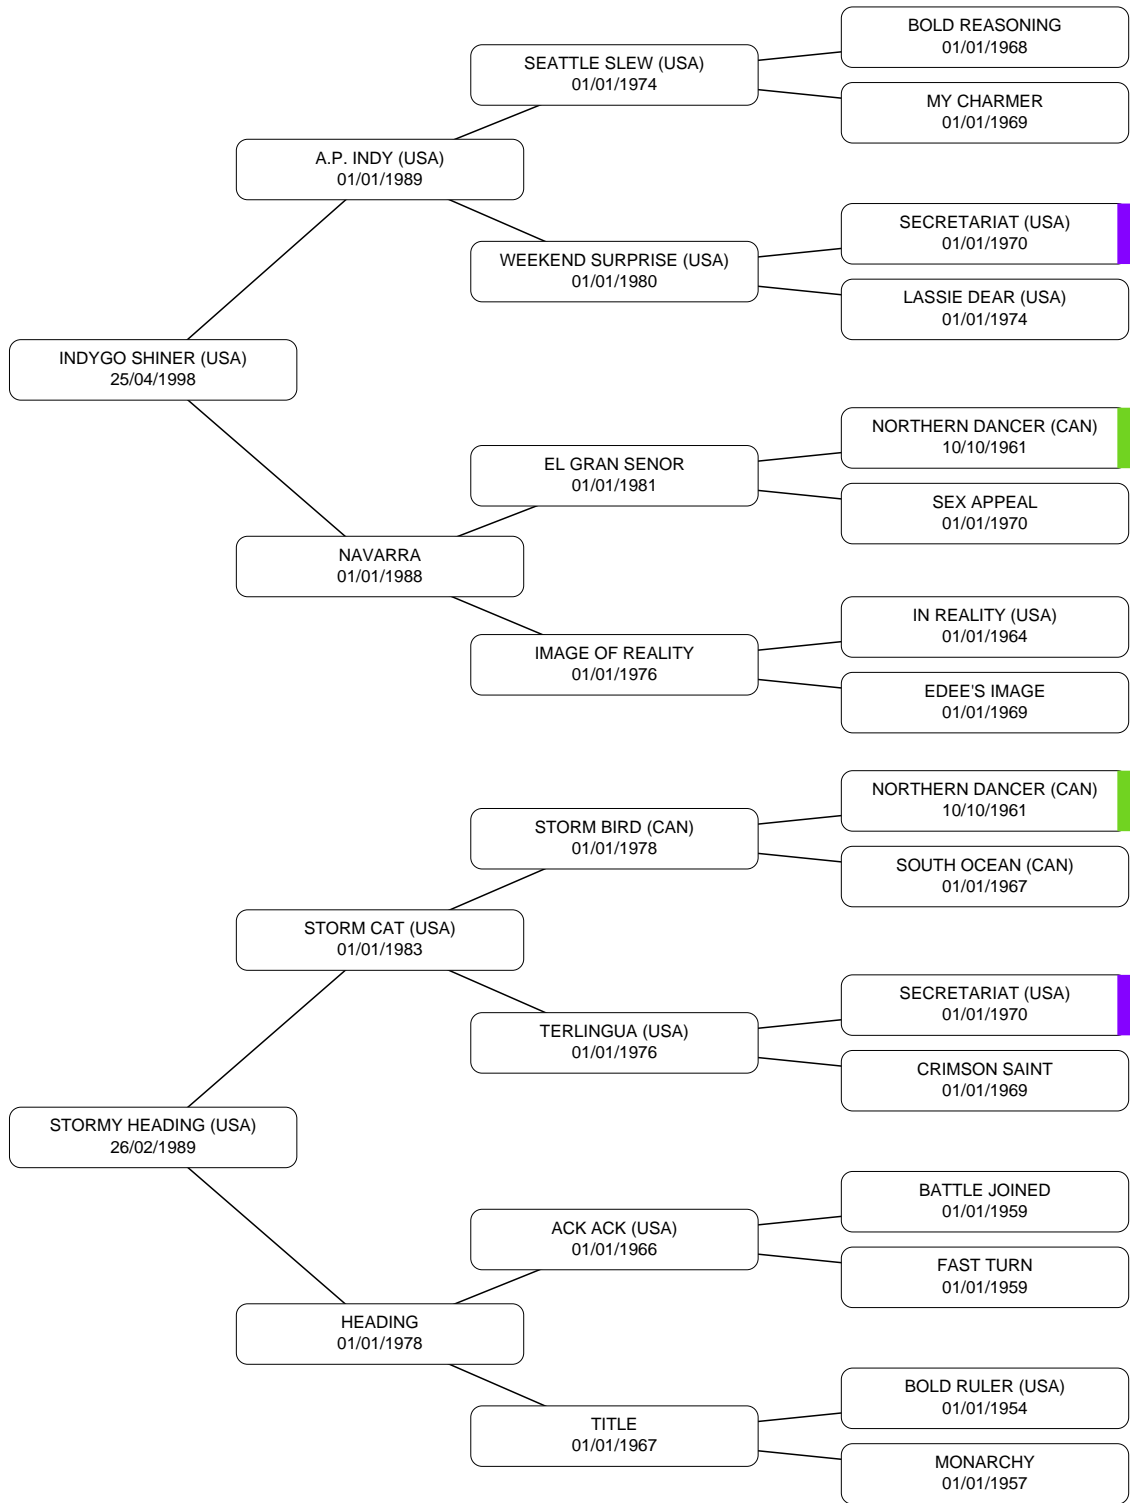 BOLD REASONING
01/01/1968
SEATTLE SLEW (USA)
01/01/1974
MY CHARMER
01/01/1969
A.P. INDY (USA)
01/01/1989
SECRETARIAT (USA)
01/01/1970
WEEKEND SURPRISE (USA)
01/01/1980
LASSIE DEAR (USA)
01/01/1974
INDYGO SHINER (USA)
25/04/1998
NORTHERN DANCER (CAN)
10/10/1961
EL GRAN SENOR
01/01/1981
SEX APPEAL
01/01/1970
NAVARRA
01/01/1988
IN REALITY (USA)
01/01/1964
IMAGE OF REALITY
01/01/1976
EDEE'S IMAGE
01/01/1969
NORTHERN DANCER (CAN)
10/10/1961
STORM BIRD (CAN)
01/01/1978
SOUTH OCEAN (CAN)
01/01/1967
STORM CAT (USA)
01/01/1983
SECRETARIAT (USA)
01/01/1970
TERLINGUA (USA)
01/01/1976
CRIMSON SAINT
01/01/1969
STORMY HEADING (USA)
26/02/1989
BATTLE JOINED
01/01/1959
ACK ACK (USA)
01/01/1966
FAST TURN
01/01/1959
HEADING
01/01/1978
BOLD RULER (USA)
01/01/1954
TITLE
01/01/1967
MONARCHY
01/01/1957